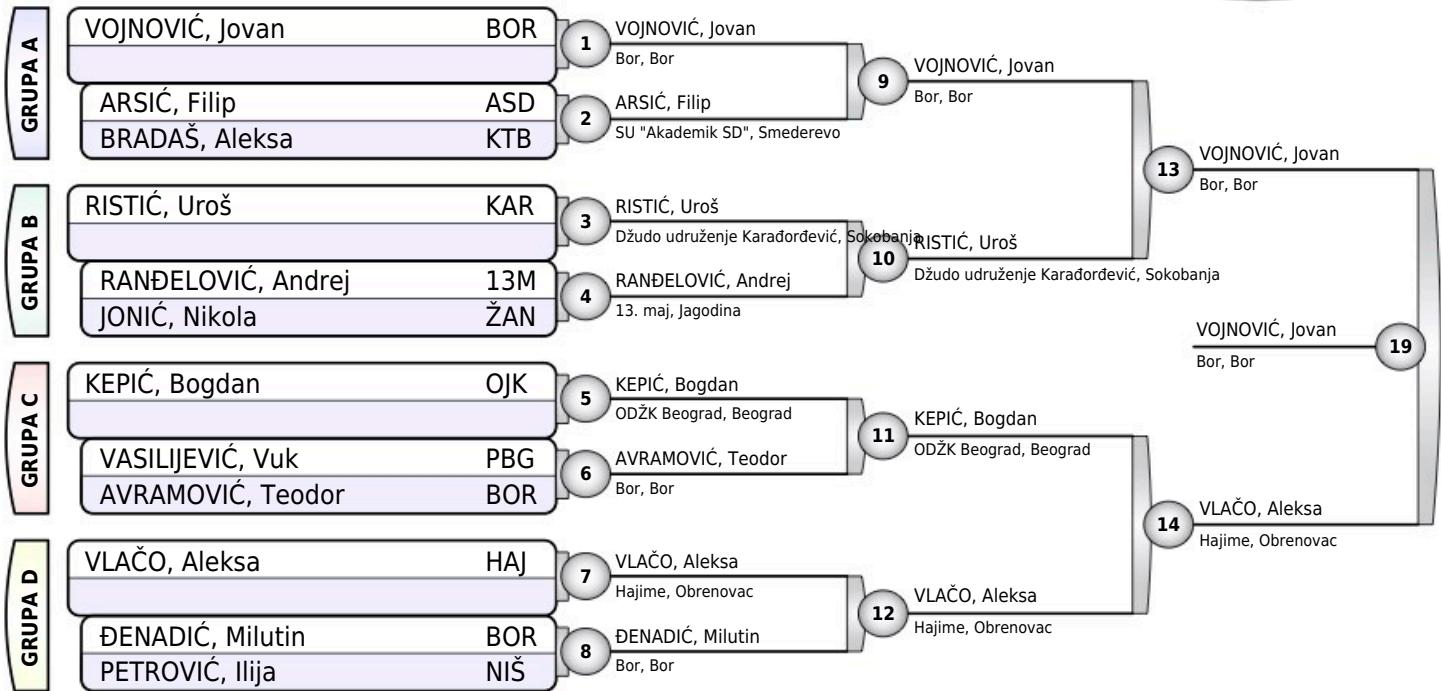 GRUPA A
VOJNOVIĆ, Jovan BOR
ARSIĆ, Filip ASD
BRADAŠ, Aleksa KTB
GRUPA B
RISTIĆ, Uroš KAR
RANĐELOVIĆ, Andrej 13M
JONIĆ, Nikola ŽAN
GRUPA C
KEPIĆ, Bogdan OJK
VASILIJEVIĆ, Vuk PBG
AVRAMOVIĆ, Teodor BOR
GRUPA D
VLAČO, Aleksa HAJ
ĐENADIĆ, Milutin BOR
PETROVIĆ, Ilija NIŠ
1
VOJNOVIĆ, Jovan
Bor, Bor
2
ARSIĆ, Filip
SU "Akademik SD", Smederevo
3
RISTIĆ, Uroš
Džudo udruženje Karađorđević, Sokobanja
4
RANĐELOVIĆ, Andrej
13. maj, Jagodina
5
KEPIĆ, Bogdan
ODŽK Beograd, Beograd
6
AVRAMOVIĆ, Teodor
Bor, Bor
7
VLAČO, Aleksa
Hajime, Obrenovac
8
ĐENADIĆ, Milutin
Bor, Bor
9
VOJNOVIĆ, Jovan
Bor, Bor
10
RISTIĆ, Uroš
Džudo udruženje Karađorđević, Sokobanja
11
KEPIĆ, Bogdan
ODŽK Beograd, Beograd
12
VLAČO, Aleksa
Hajime, Obrenovac
13
VOJNOVIĆ, Jovan
Bor, Bor
14
VLAČO, Aleksa
Hajime, Obrenovac
VOJNOVIĆ, Jovan
Bor, Bor
19